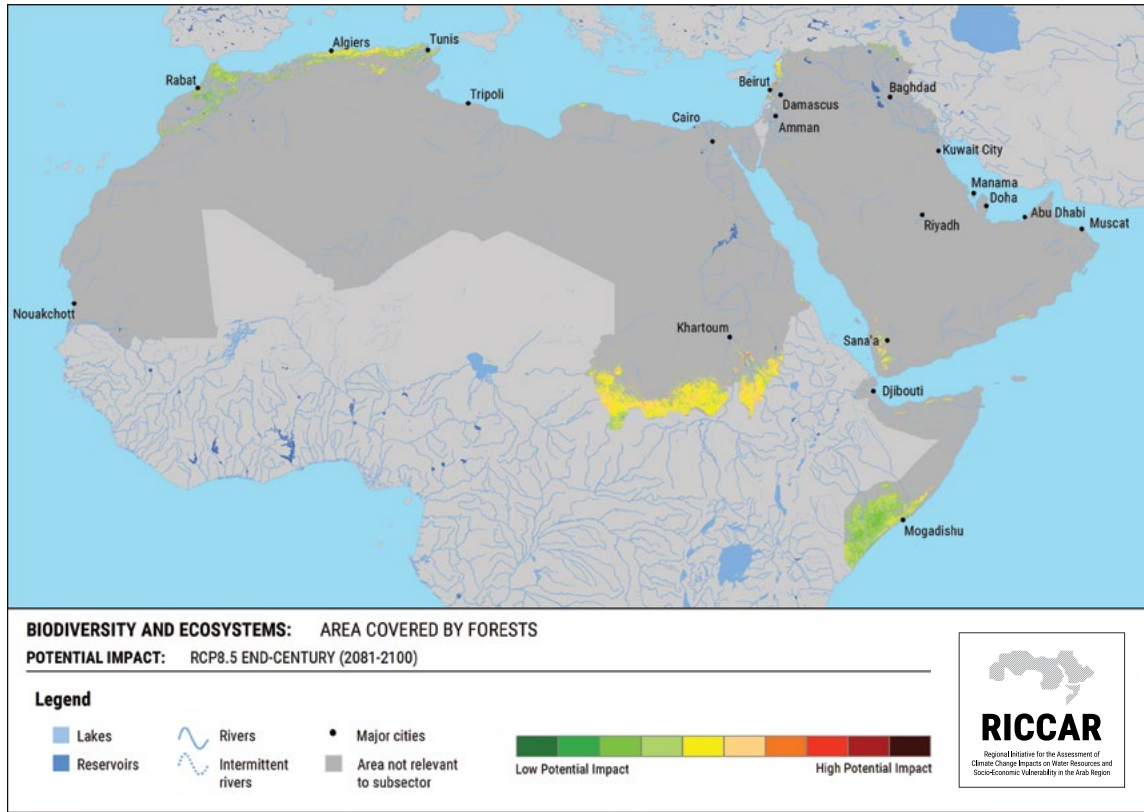 Algiers
Tunis
Rabat
Tripoli
Beirut
Damascus
Baghdad
Cairo
Amman
Kuwait City
Manama
Doha
Abu Dhabi
Riyadh
Muscat
Nouakchott
Khartoum
Sana'a
Djibouti
Mogadishu
BIODIVERSITY AND ECOSYSTEMS: AREA COVERED BY FORESTS
POTENTIAL IMPACT: RCP8.5 END-CENTURY (2081-2100)
Legend
Lakes
Reservoirs
Rivers
Intermittent
rivers
Major cities
Area not relevant
to subsector
Low Potential Impact
High Potential Impact
RICCAR
Regional Initiative for the Assessment of
Climate Change Impacts on Water Resources and
Socio-Economic Vulnerability in the Arab Region